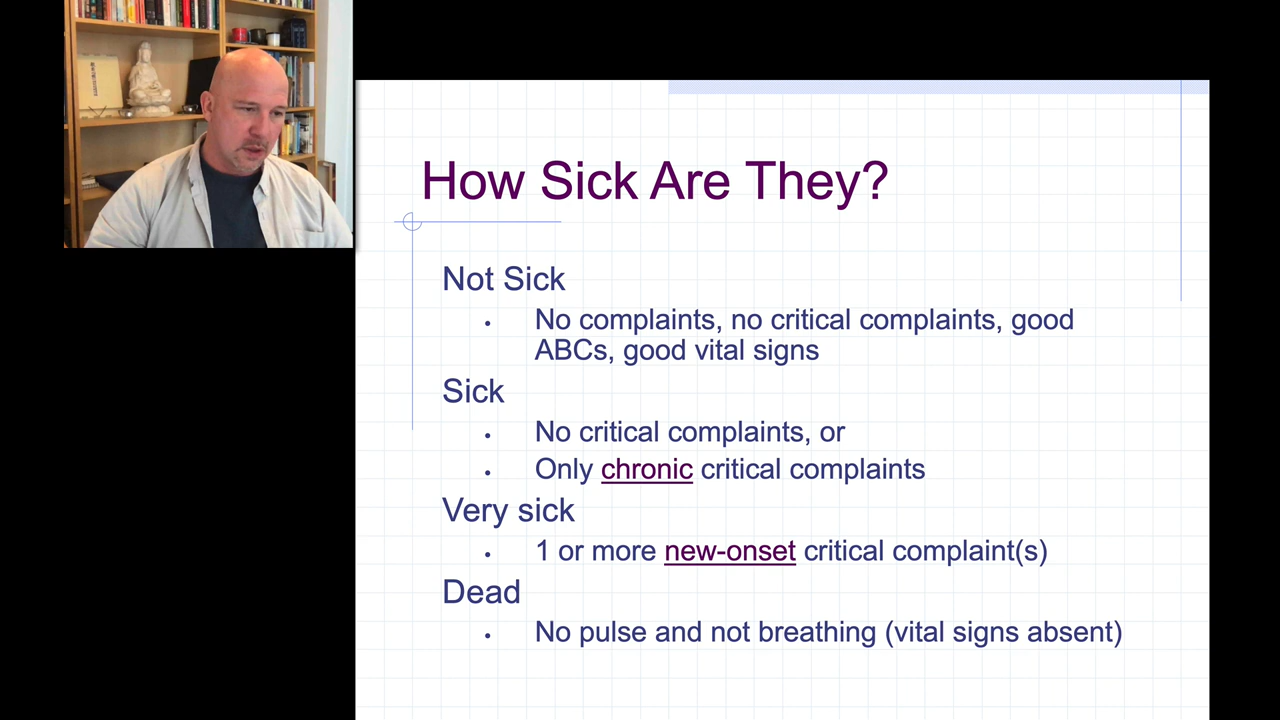 How Sick Are They?
Not Sick
• No complaints, no critical complaints, good
ABCs, good vital signs
Sick
• No critical complaints, or
• Only chronic critical complaints
Very sick
• 1 or more new-onset critical complaint(s)
Dead
• No pulse and not breathing (vital signs absent)